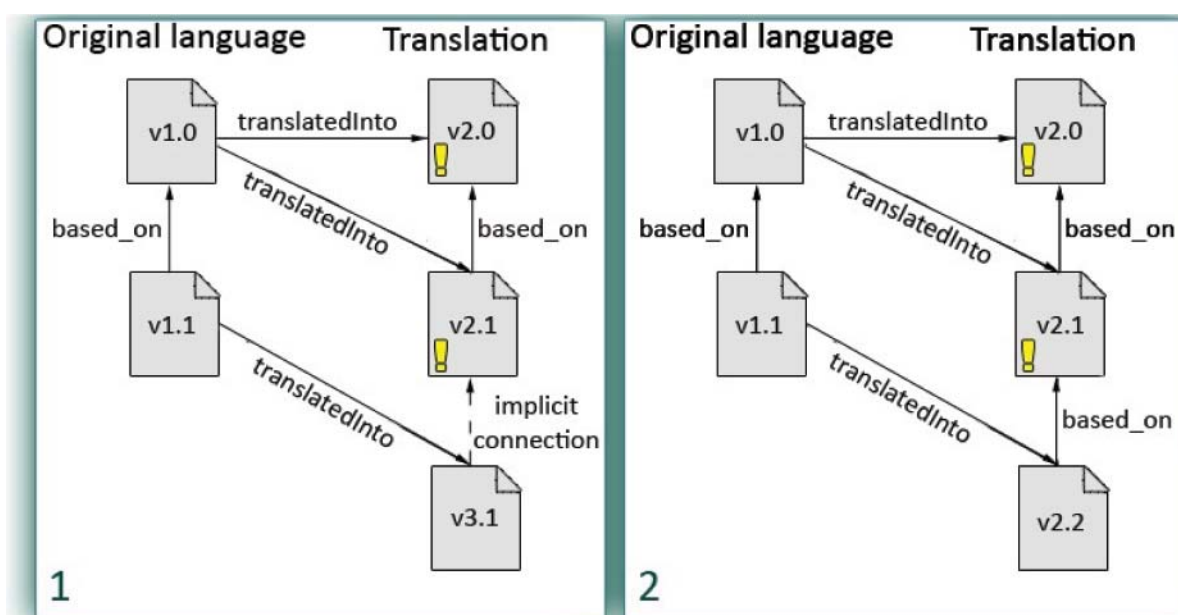 Original language
Translation
v1.0
translatedInto
v2.0
translatedInto
based_on
based_on
v1.1
v2.1
translatedInto
implicit
connection
v3.1
1
Original language
Translation
v1.0
translatedInto
v2.0
translatedInto
based_on
based_on
v1.1
v2.1
translatedInto
based_on
v2.2
2